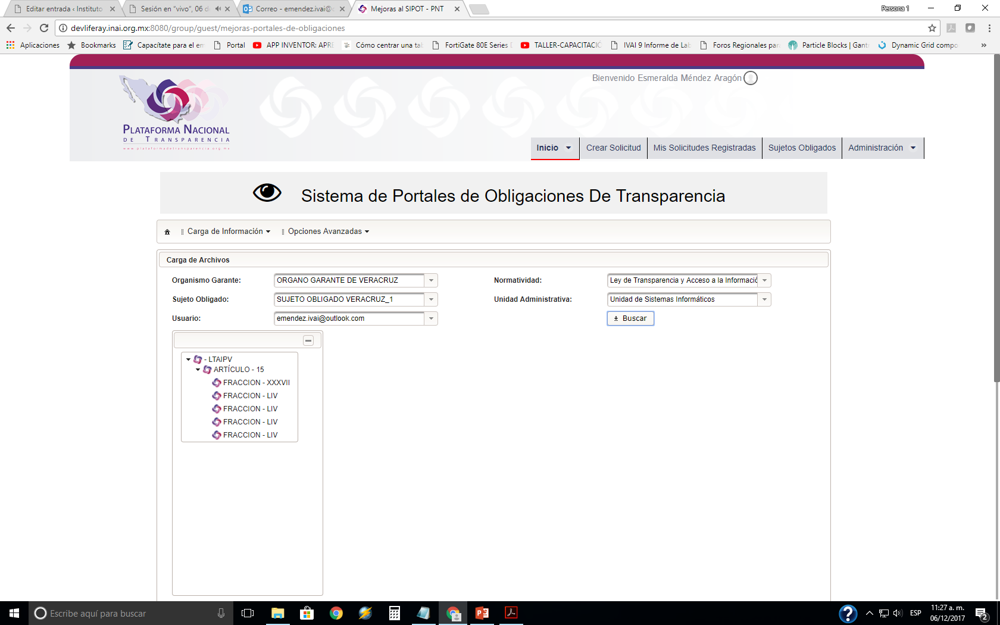 Editar entrada ‹ Instituto
Sesión en "vivo", 06 d
Correo - emendez.ivai@
Mejoras al SIPOT - PNT
Persona 1
devliferay.inai.org.mx:8080/group/guest/mejoras-portales-de-obligaciones
Aplicaciones
Bookmarks
Capacítate para el em
Portal
APP INVENTOR: APRE
Cómo centrar una ta
FortiGate 80E Series
TALLER-CAPACITACIÓ
IVAI 9 Informe de Lab
Foros Regionales par
Particle Blocks | Gant
Dynamic Grid compo
»
Bienvenido Esmeralda Méndez Aragón
PLATAFORMA NACIONAL
DE TRANSPARENCIA
www.plataformadetransparencia.org.mx
Inicio
Crear Solicitud
Mis Solicitudes Registradas
Sujetos Obligados
Administración
Sistema de Portales de Obligaciones De Transparencia
Carga de Información
Opciones Avanzadas
Carga de Archivos
Organismo Garante:
ORGANO GARANTE DE VERACRUZ
Normatividad:
Ley de Transparencia y Acceso a la Informació
Sujeto Obligado:
SUJETO OBLIGADO VERACRUZ_1
Unidad Administrativa:
Unidad de Sistemas Informáticos
Usuario:
emendez.ivai@outlook.com
Buscar
- LTAIPV
ARTÍCULO - 15
FRACCION - XXXVII
FRACCION - LIV
FRACCION - LIV
FRACCION - LIV
FRACCION - LIV
Escribe aquí para buscar
ESP
11:27 a. m.
06/12/2017
2